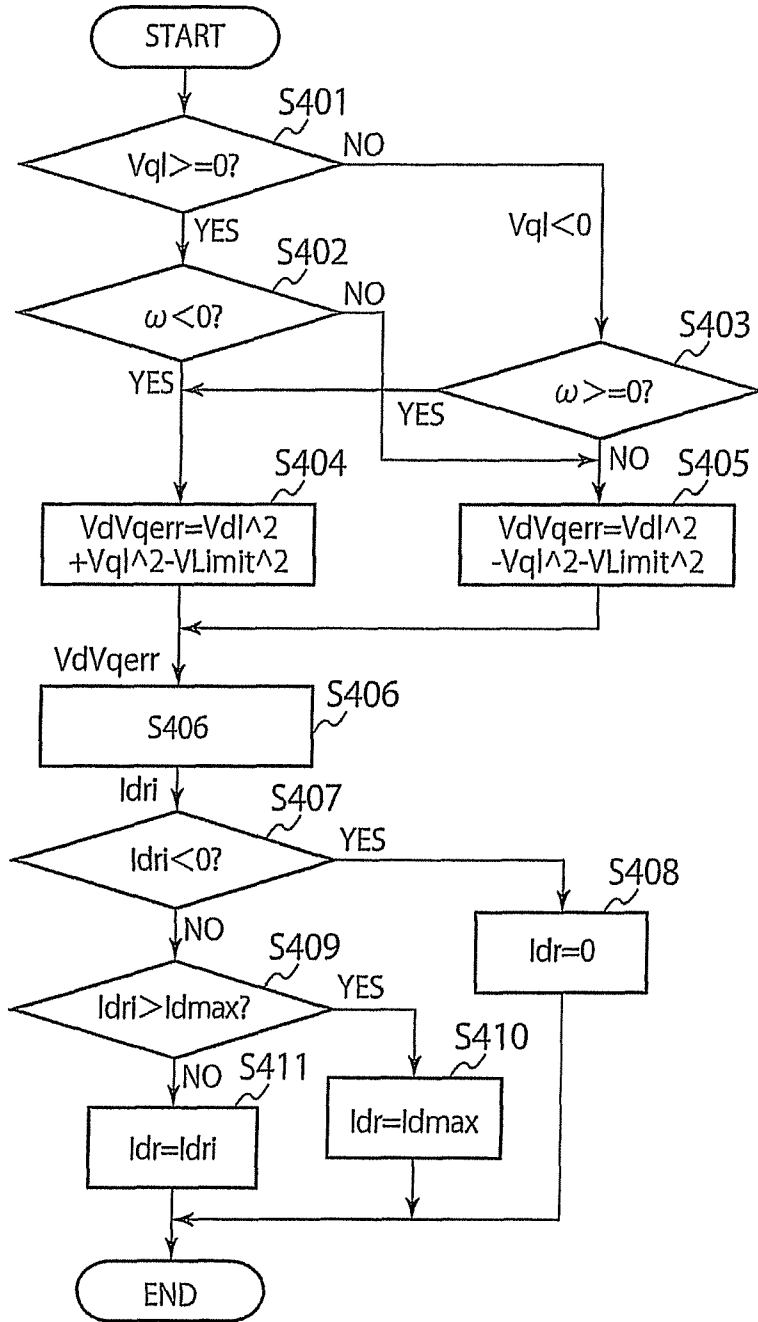 START
S401
Vql>=0?
NO
YES
Vql<0
S402
ω<0?
NO
YES
S403
ω>=0?
YES
NO
S404
VdVqerr=Vdl^2
+Vql^2-VLimit^2
S405
VdVqerr=Vdl^2
-Vql^2-VLimit^2
VdVqerr
S406
S406
Idri
S407
Idri<0?
YES
NO
S408
Idr=0
S409
Idri>Idmax?
YES
NO
S410
Idr=Idmax
S411
Idr=Idri
END